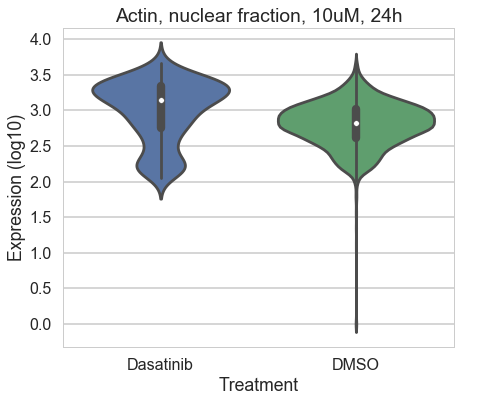 Actin, nuclear fraction, 10uM, 24h
4.0
3.5
3.0
2.5
2.0
1.5
1.0
0.5
0.0
Expression (log10)
Dasatinib DMSO
Treatment